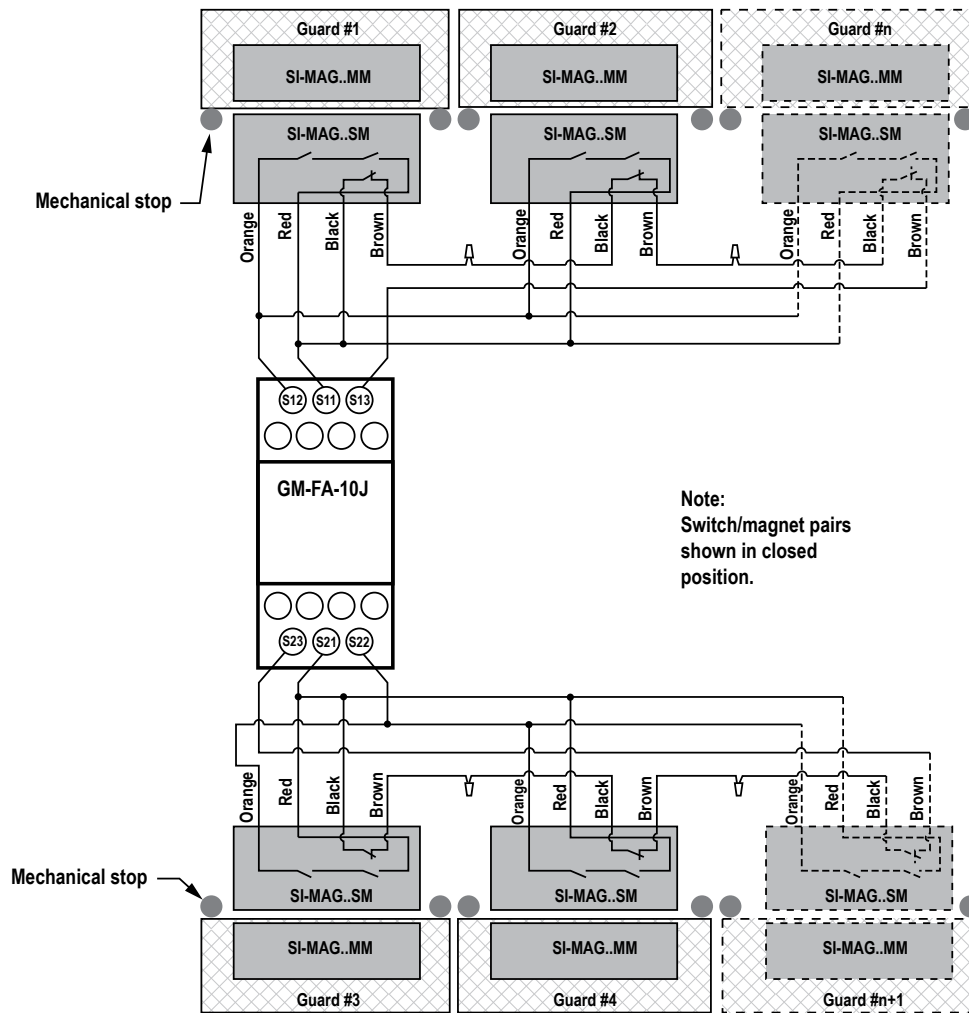 Guard #1
Guard #2
Guard #n
SI-MAG..MM
SI-MAG..MM
SI-MAG..MM
SI-MAG..SM
SI-MAG..SM
SI-MAG..SM
Mechanical stop
Orange
Red
Black
Brown
Orange
Red
Black
Brown
Orange
Red
Black
Brown
S12
S11
S13
GM-FA-10J
Note:
Switch/magnet pairs
shown in closed
position.
S23
S21
S22
Orange
Red
Black
Brown
Orange
Red
Black
Brown
Orange
Red
Black
Brown
Mechanical stop
SI-MAG..SM
SI-MAG..SM
SI-MAG..SM
SI-MAG..MM
SI-MAG..MM
SI-MAG..MM
Guard #3
Guard #4
Guard #n+1